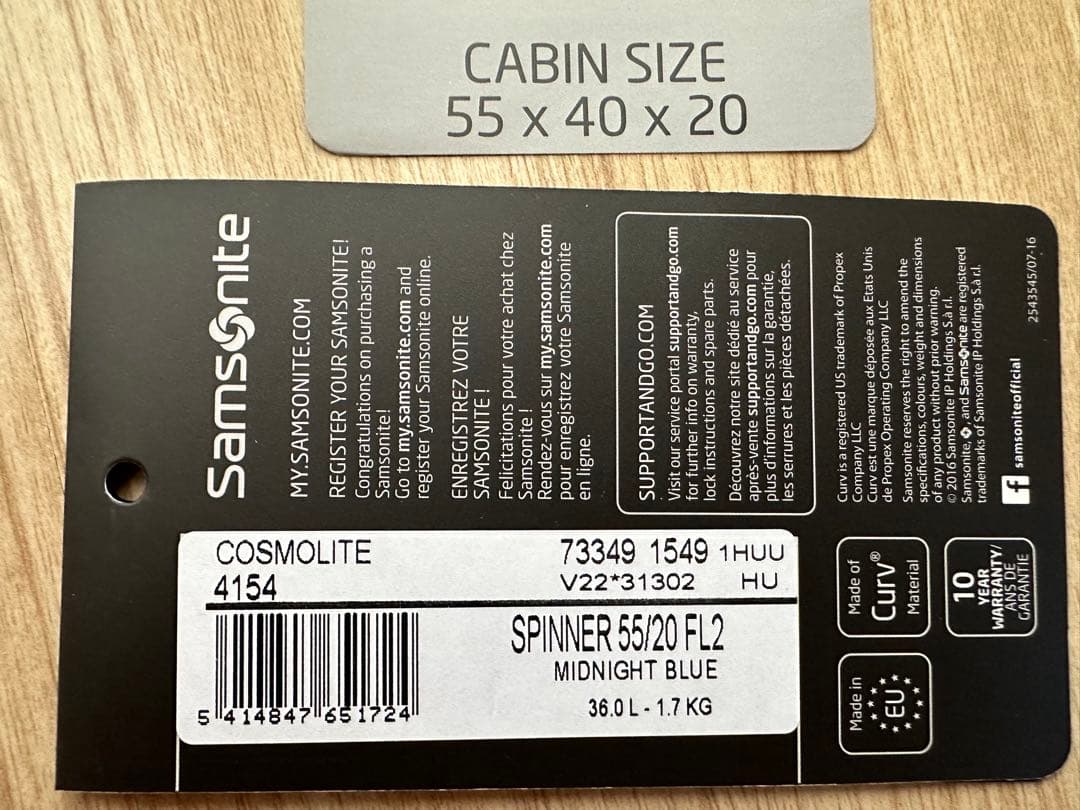 CABIN SIZE
55 x 40 x 20
Samsonite
MY.SAMSONITE.COM
REGISTER YOUR SAMSONITE!
Congratulations on purchasing a
Samsonite!
Go to my.samsonite.com and
register your Samsonite online.
ENREGISTREZ VOTRE
SAMSONITE !
Felicitations pour votre achat chez
Samsonite!
Rendez-vous sur my.samsonite.com
pour enregistrez votre Samsonite
en ligne.
SUPPORTANDGO.COM
Visit our service portal supportandgo.com
for further info on warranty,
lock instructions and spare parts.
Découvrez notre site dédié au service
après-vente supportandgo.com pour
plus d'informations sur la garantie,
les serrures et les pièces détachées.
Curv is a registered US trademark of Propex
Company LLC
Curv est une marque déposée aux Etats Unis
de Propex Operating Company LLC
Samsonite reserves the right to amend the
specifications, colours, weight and dimensions
of any product without prior warning.
© 2016 Samsonite IP Holdings S.à r.l.
Samsonite, and Samsonite are registered
trademarks of Samsonite IP Holdings S.à r.l.
f samsoniteofficial
2543545/07-16
COSMOLITE 73349 1549 1HUU
4154 V22*31302 HU
SPINNER 55/20 FL2
MIDNIGHT BLUE
36.0 L - 1.7 KG
5 414847 651724
Made of
Curv®
Material
10
YEAR
WARRANTY/
ANS DE
GARANTIE
Made in
EU